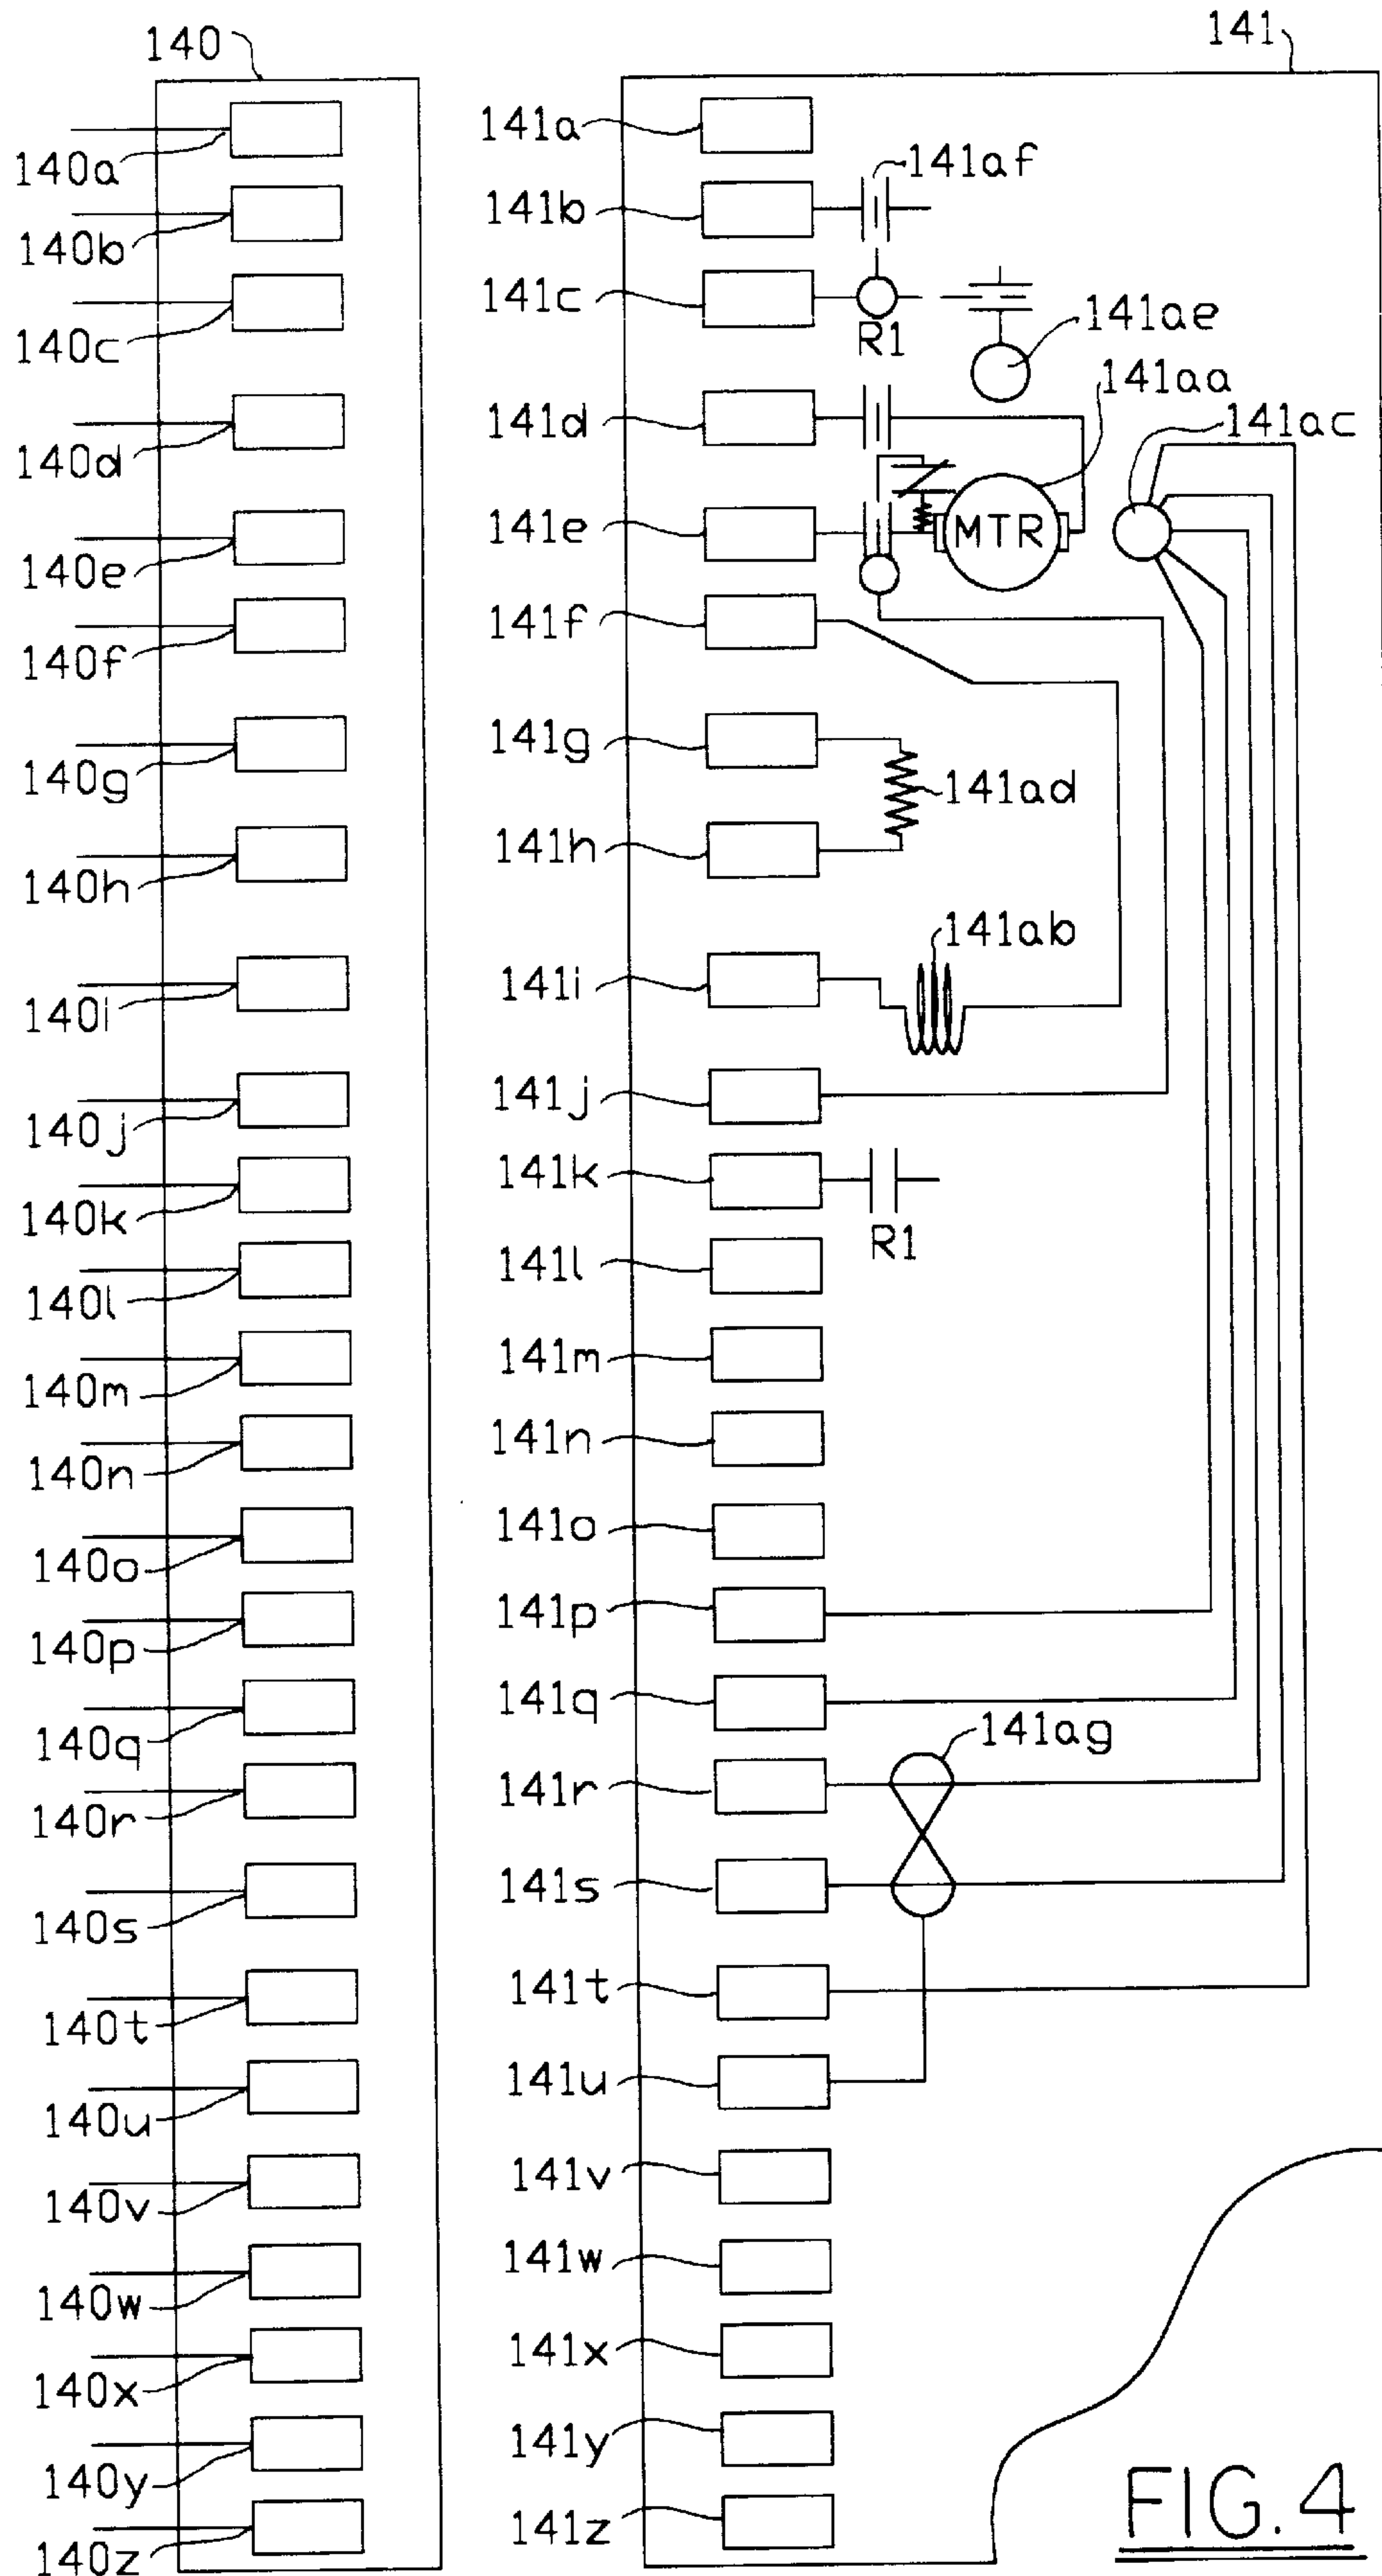 140
141
140a
141a
141af
140b
141b
140c
141c
R1
141ae
141aa
140d
141d
141ac
140e
141e
MTR
140f
141f
140g
141g
141ad
140h
141h
141ab
140i
141i
140j
141j
140k
141k
R1
140l
141l
140m
141m
140n
141n
140o
141o
140p
141p
140q
141q
141ag
140r
141r
140s
141s
140t
141t
140u
141u
140v
141v
140w
141w
140x
141x
140y
141y
140z
141z
FIG. 4